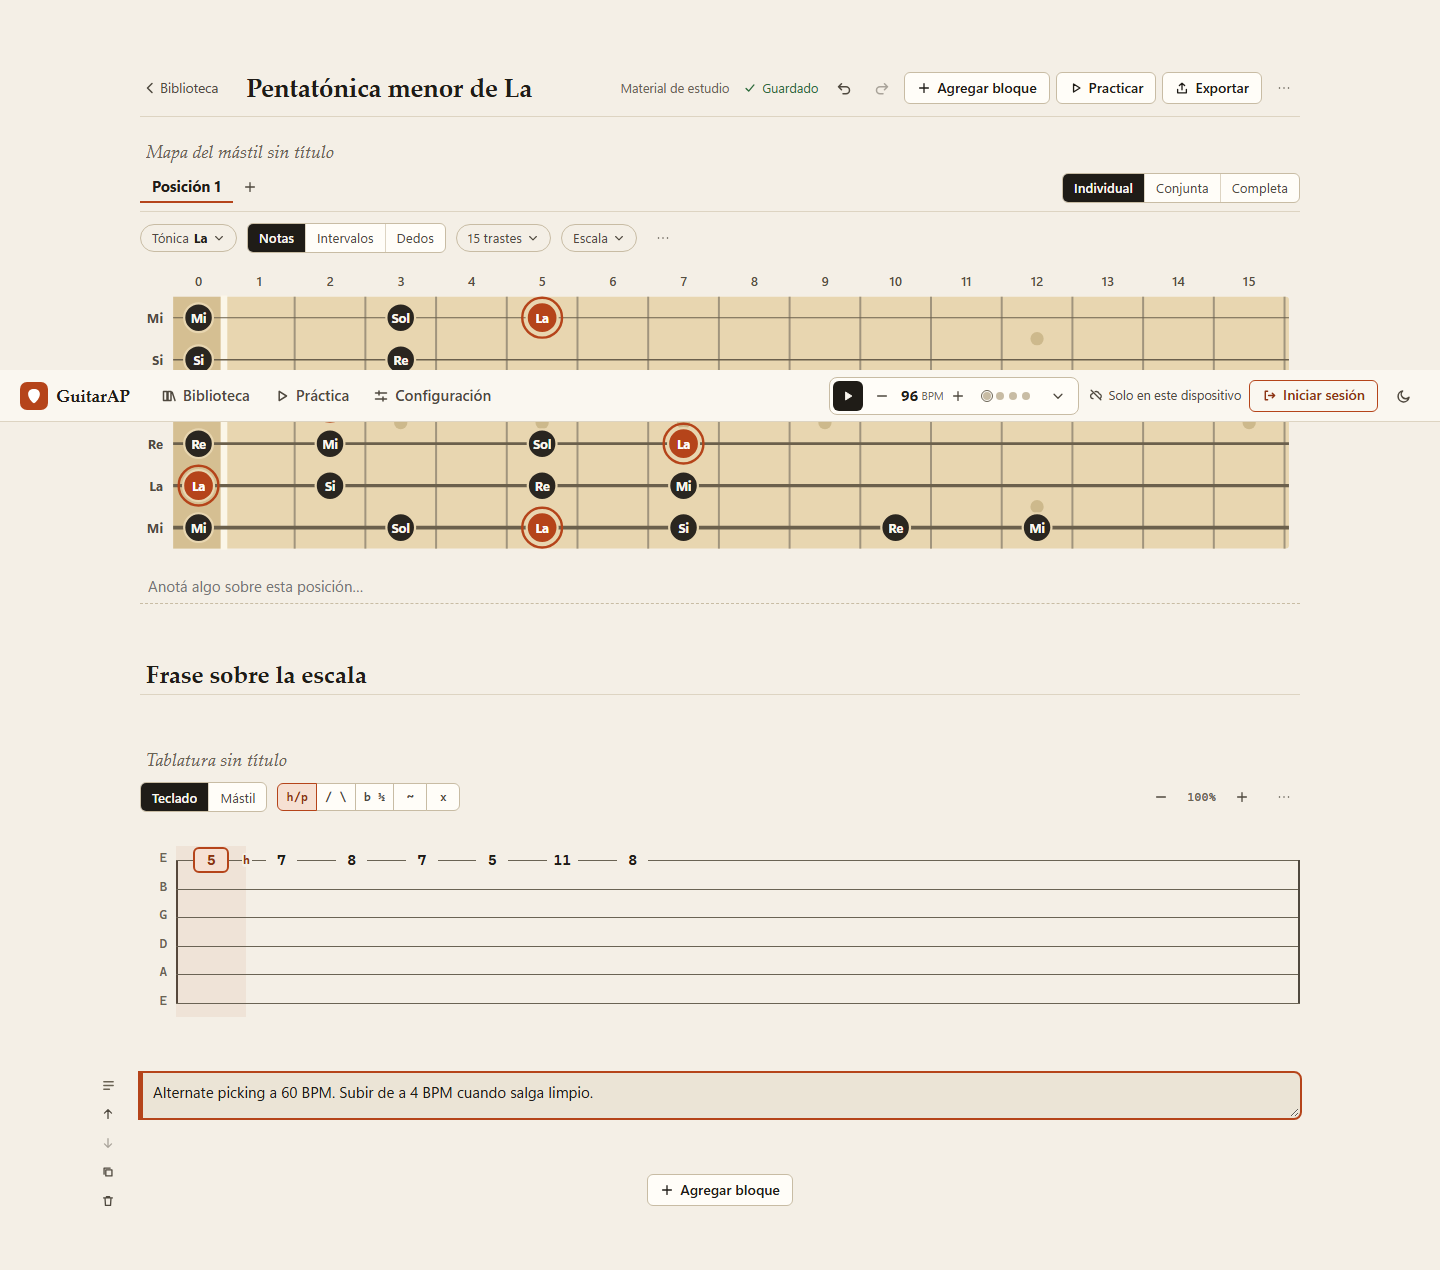 Biblioteca Pentatónica menor de La Material de estudio Guardado Agregar bloque Practicar Exportar ...
Mapa del mástil sin título
Posición 1 + Individual Conjunta Completa
Tónica La Notas Intervalos Dedos 15 trastes Escala ...
0 1 2 3 4 5 6 7 8 9 10 11 12 13 14 15
Mi Mi Sol La
Si Si Re
GuitarAP Biblioteca Práctica Configuración − 96 BPM + Solo en este dispositivo Iniciar sesión
Re Re Mi Sol La
La La Si Re Mi
Mi Mi Sol La Si Re Mi
Anotá algo sobre esta posición...
Frase sobre la escala
Tablatura sin título
Teclado Mástil h/p / \ b ½ ~ x − 100% + ...
E 5 h 7 8 7 5 11 8
B
G
D
A
E
Alternate picking a 60 BPM. Subir de a 4 BPM cuando salga limpio.
+ Agregar bloque